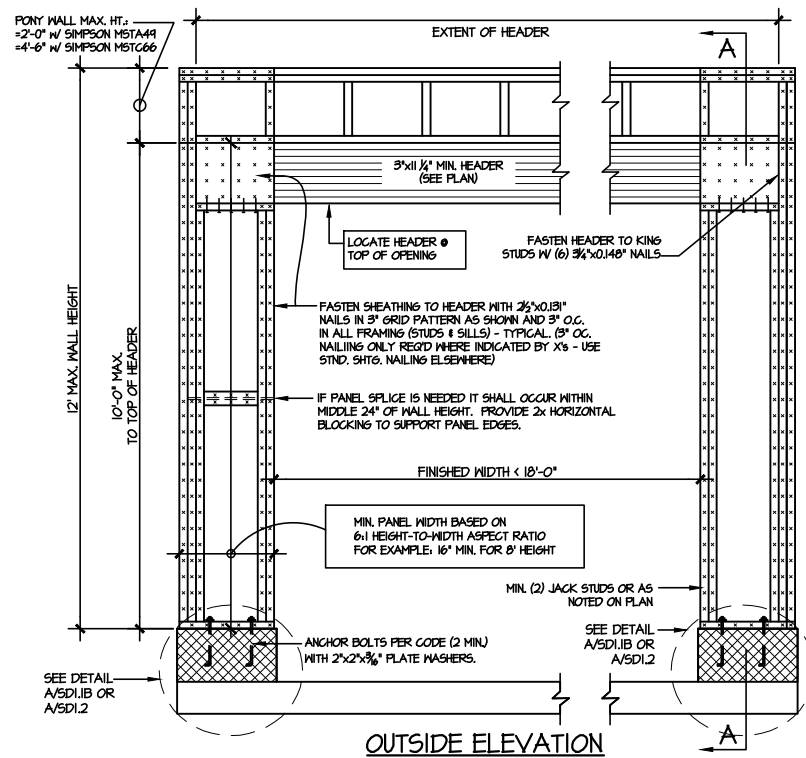 PONY WALL MAX. HT.:
=2'-0" W/ SIMPSON MSTA49
=4'-6" W/ SIMPSON MSTC66
EXTENT OF HEADER
A
3"x11 1/4" MIN. HEADER
(SEE PLAN)
LOCATE HEADER @
TOP OF OPENING
FASTEN HEADER TO KING
STUDS W/ (6) 3/4"x0.148" NAILS
12' MAX. WALL HEIGHT
10'-0" MAX.
TO TOP OF HEADER
FASTEN SHEATHING TO HEADER WITH 2½"x0.131"
NAILS IN 3" GRID PATTERN AS SHOWN AND 3" O.C.
IN ALL FRAMING (STUDS & SILLS) - TYPICAL. (3" OC.
NAILIING ONLY REQ'D WHERE INDICATED BY X's - USE
STND. SHTG. NAILING ELSEWHERE)
IF PANEL SPLICE IS NEEDED IT SHALL OCCUR WITHIN
MIDDLE 24" OF WALL HEIGHT. PROVIDE 2x HORIZONTAL
BLOCKING TO SUPPORT PANEL EDGES.
FINISHED WIDTH < 18'-0"
MIN. PANEL WIDTH BASED ON
6:1 HEIGHT-TO-WIDTH ASPECT RATIO
FOR EXAMPLE: 16" MIN. FOR 8' HEIGHT
MIN. (2) JACK STUDS OR AS
NOTED ON PLAN
ANCHOR BOLTS PER CODE (2 MIN.)
WITH 2"x2"x3/16" PLATE WASHERS.
SEE DETAIL
A/SD1.1B OR
A/SD1.2
SEE DETAIL
A/SD1.1B OR
A/SD1.2
A
OUTSIDE ELEVATION